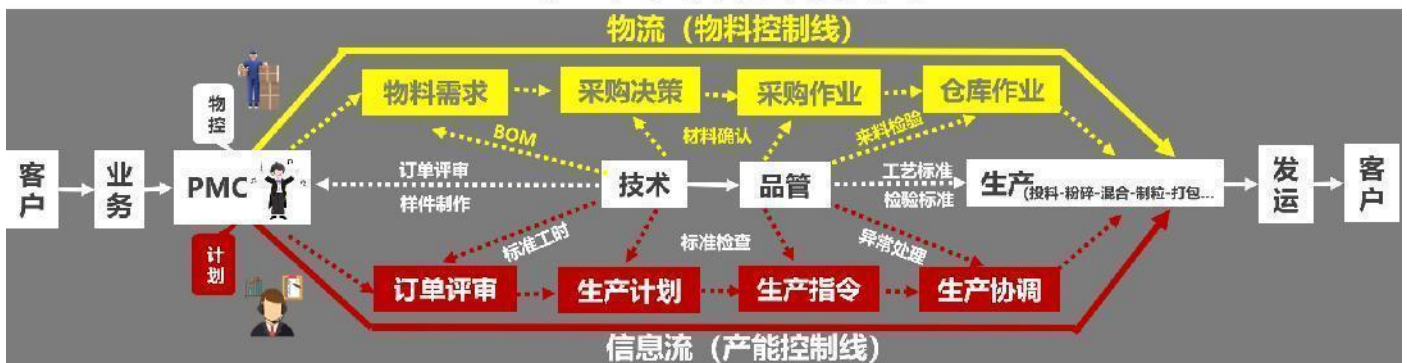 物流（物料控制线）
物料需求
采购决策
采购作业
仓库作业
物控
BOM
材料确认
来料检验
客户
业务
PMC
订单评审
样件制作
技术
品管
工艺标准
检验标准
生产
(投料-粉碎-混合-制粒-打包...
发运
客户
计划
标准工时
标准检查
异常处理
订单评审
生产计划
生产指令
生产协调
信息流（产能控制线）